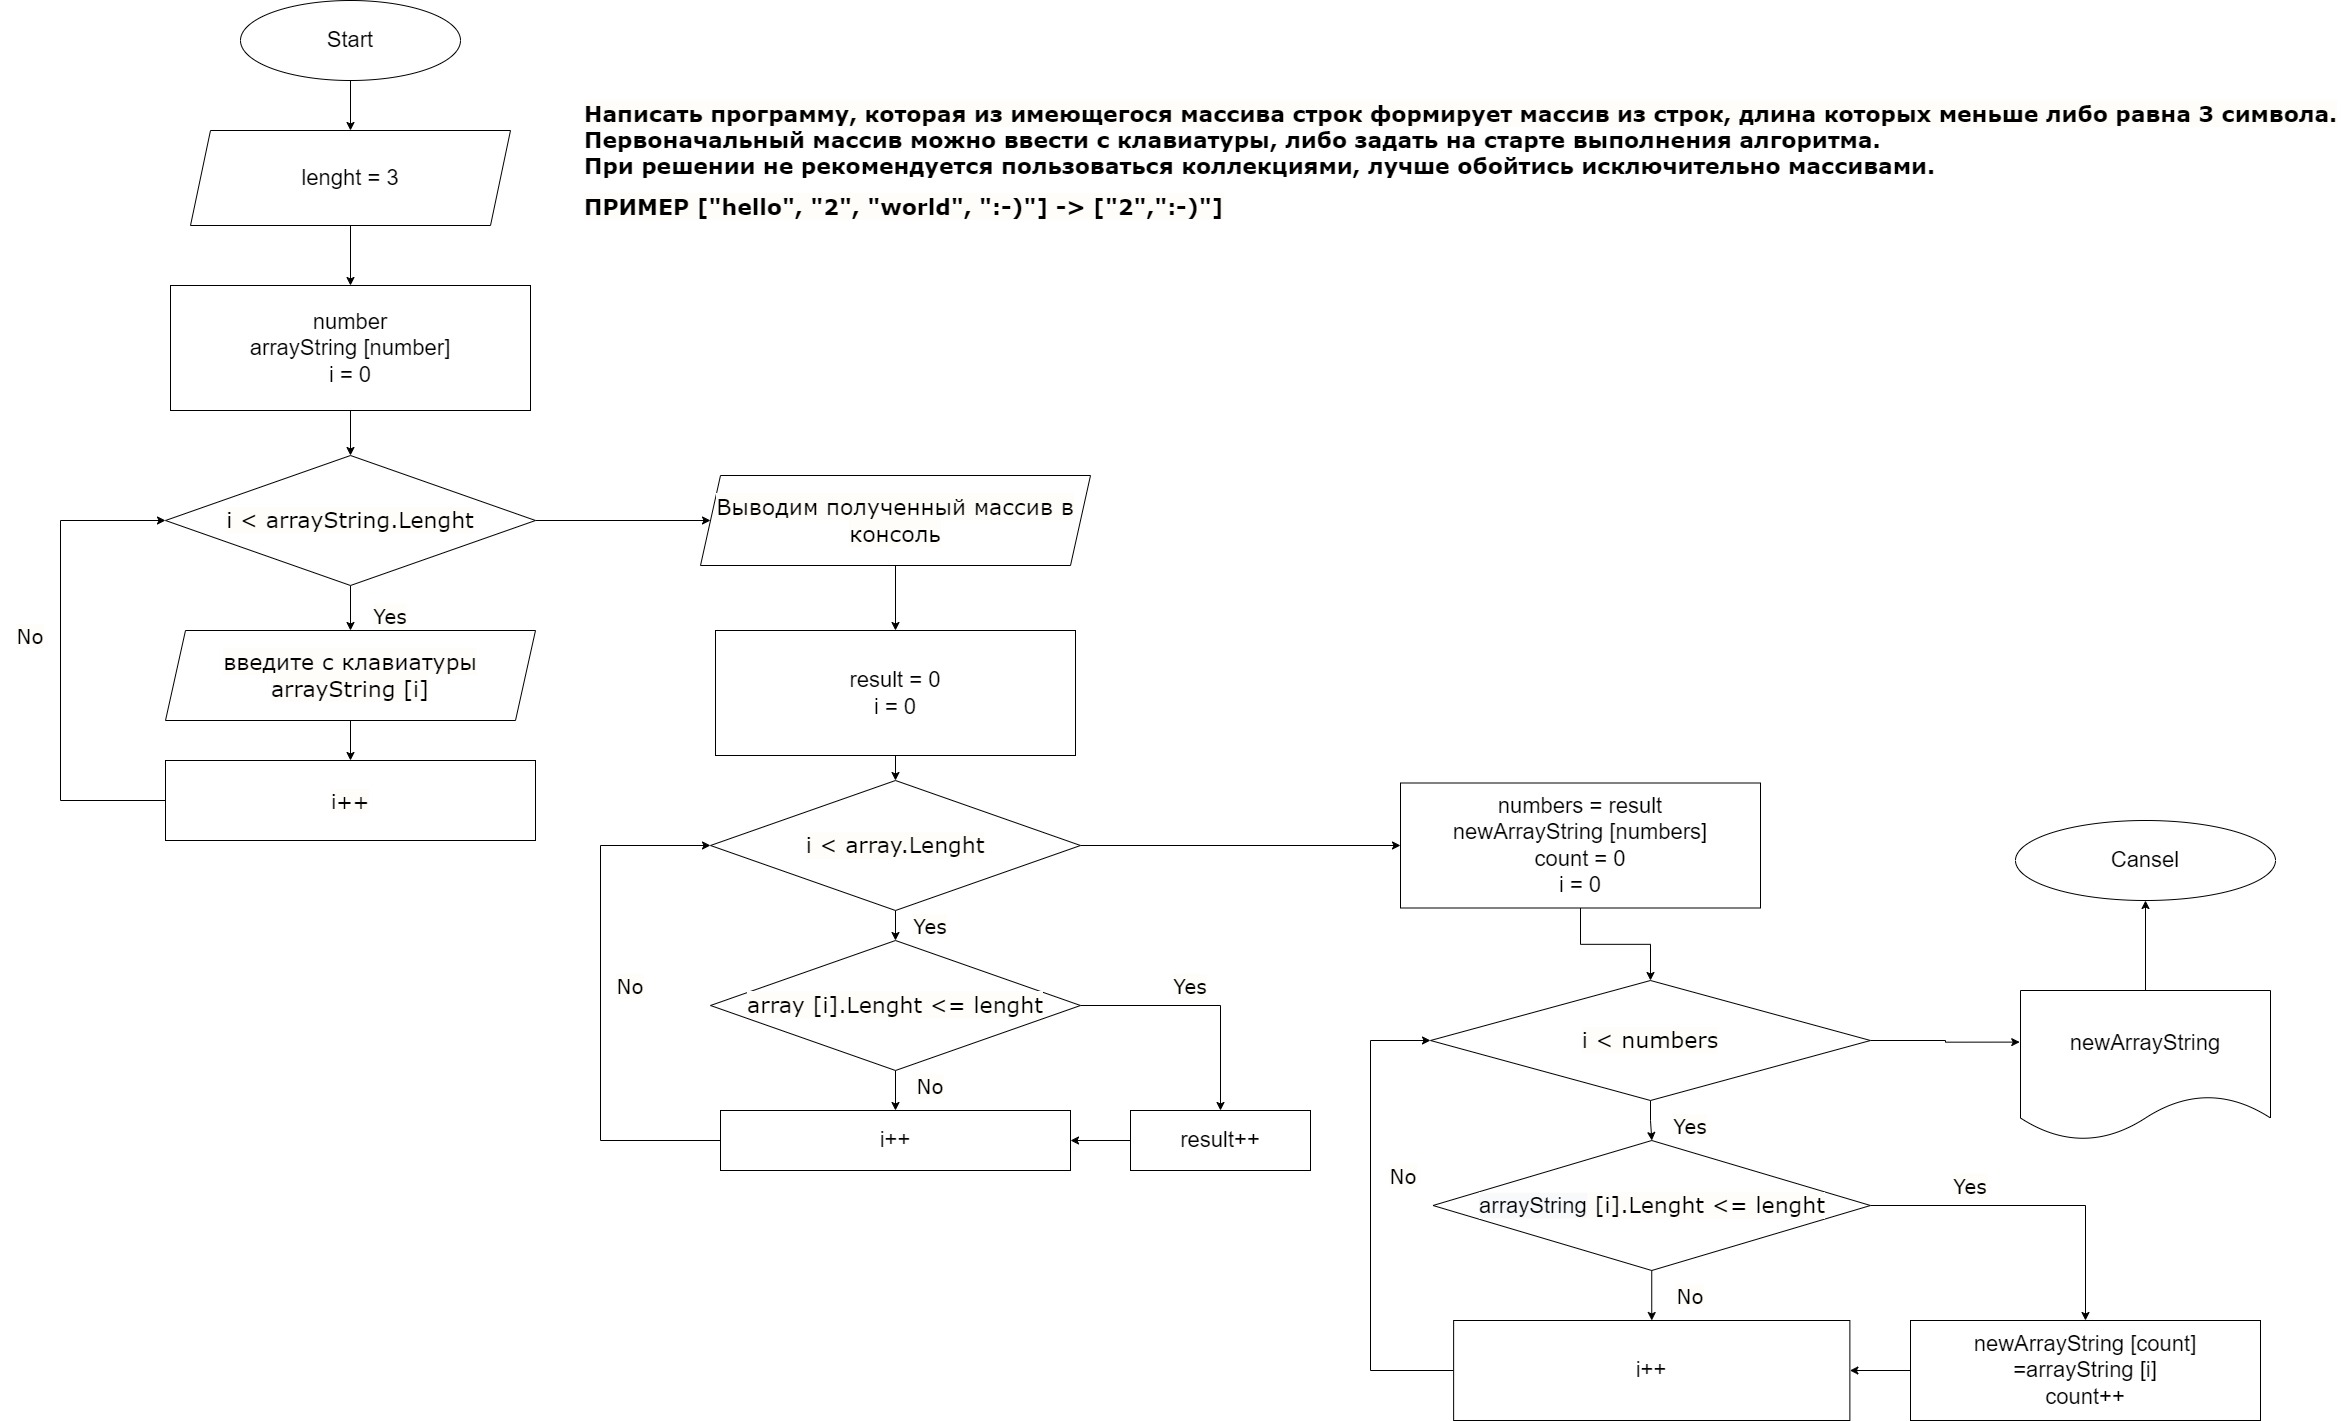 Start
Написать программу, которая из имеющегося массива строк формирует массив из строк, длина которых меньше либо равна 3 символа.
Первоначальный массив можно ввести с клавиатуры, либо задать на старте выполнения алгоритма.
При решении не рекомендуется пользоваться коллекциями, лучше обойтись исключительно массивами.
ПРИМЕР ["hello", "2", "world", ":-)"] -> ["2",":-)"]
lenght = 3
number
arrayString [number]
i = 0
i < arrayString.Lenght
Yes
No
введите с клавиатуры
arrayString [i]
i++
Выводим полученный массив в
консоль
result = 0
i = 0
i < array.Lenght
Yes
No
array [i].Lenght <= lenght
Yes
No
i++
result++
numbers = result
newArrayString [numbers]
count = 0
i = 0
i < numbers
Yes
No
arrayString [i].Lenght <= lenght
Yes
No
i++
newArrayString [count]
=arrayString [i]
count++
newArrayString
Cansel